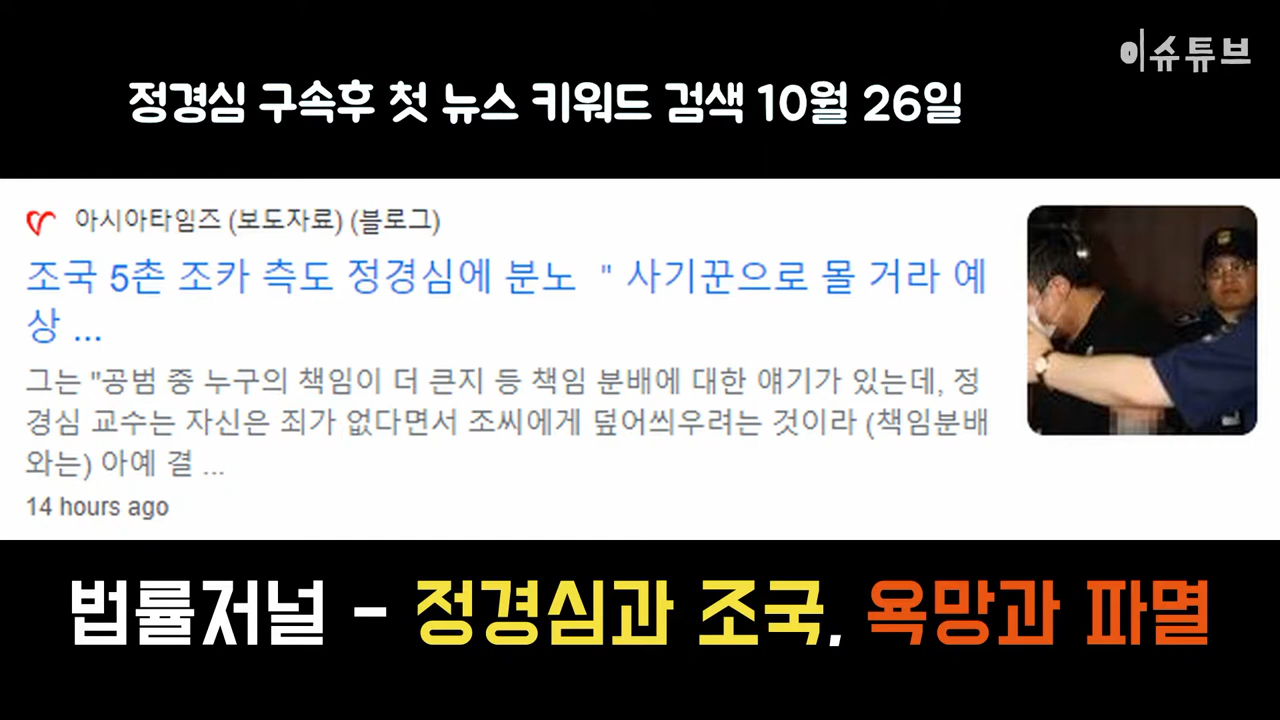 이슈튜브
정경심 구속후 첫 뉴스 키워드 검색 10월 26일
아시아타임즈 (보도자료) (블로그)
조국 5촌 조카 측도 정경심에 분노 " 사기꾼으로 몰 거라 예
상 ...
그는 "공범 중 누구의 책임이 더 큰지 등 책임 분배에 대한 얘기가 있는데, 정
경심 교수는 자신은 죄가 없다면서 조씨에게 덮어씌우려는 것이라 (책임분배
와는) 아예 결 ...
14 hours ago
법률저널 - 정경심과 조국, 욕망과 파멸